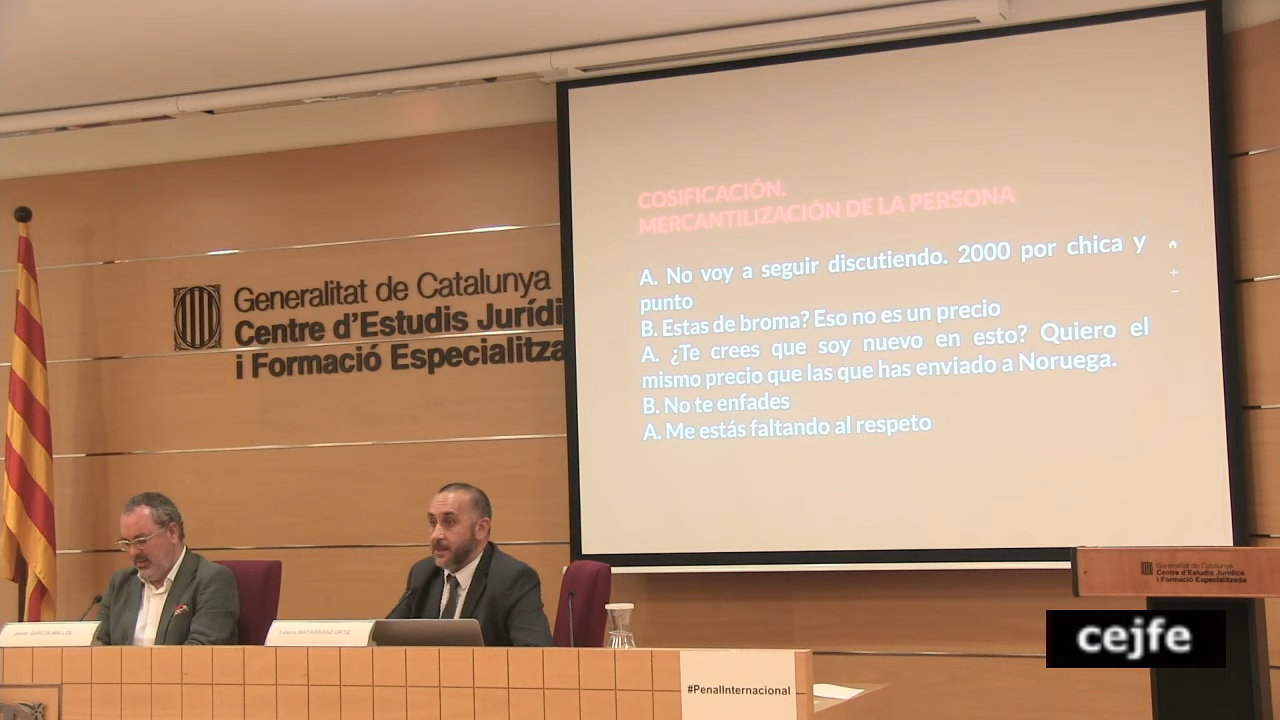 COSIFICACIÓN.
MERCANTILIZACIÓN DE LA PERSONA
A. No voy a seguir discutiendo. 2000 por chica y
punto
B. Estas de broma? Eso no es un precio
A. ¿Te crees que soy nuevo en esto? Quiero el
mismo precio que las que has enviado a Noruega.
B. No te enfades
A. Me estás faltando al respeto
Generalitat de Catalunya
Centre d'Estudis Jurídi
i Formació Especialitza
Generalitat de Catalunya
Centre d'Estudis Jurídics
i Formació Especialitzada
cejfe
GARCÍA
MATARRANZ ORTIZ
#PenalInternacional